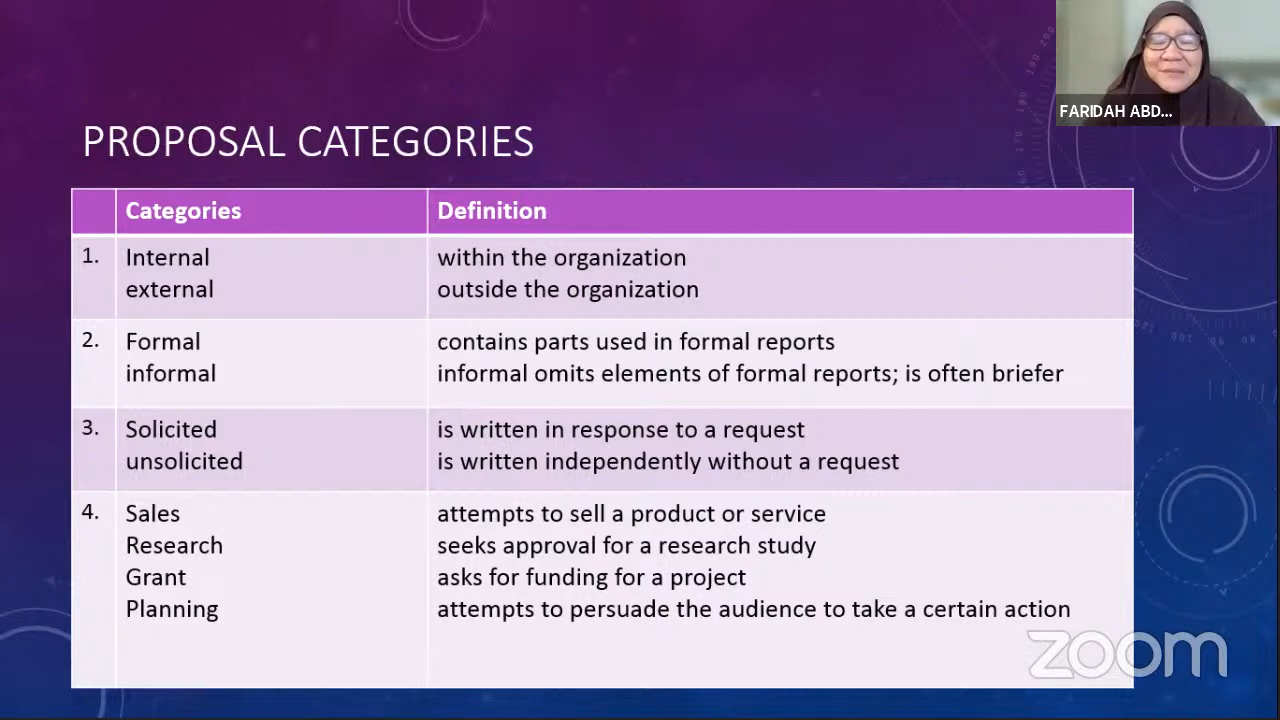 FARIDAH ABD...
PROPOSAL CATEGORIES
Categories Definition
1. Internal within the organization
external outside the organization
2. Formal contains parts used in formal reports
informal informal omits elements of formal reports; is often briefer
3. Solicited is written in response to a request
unsolicited is written independently without a request
4. Sales attempts to sell a product or service
Research seeks approval for a research study
Grant asks for funding for a project
Planning attempts to persuade the audience to take a certain action
zoom